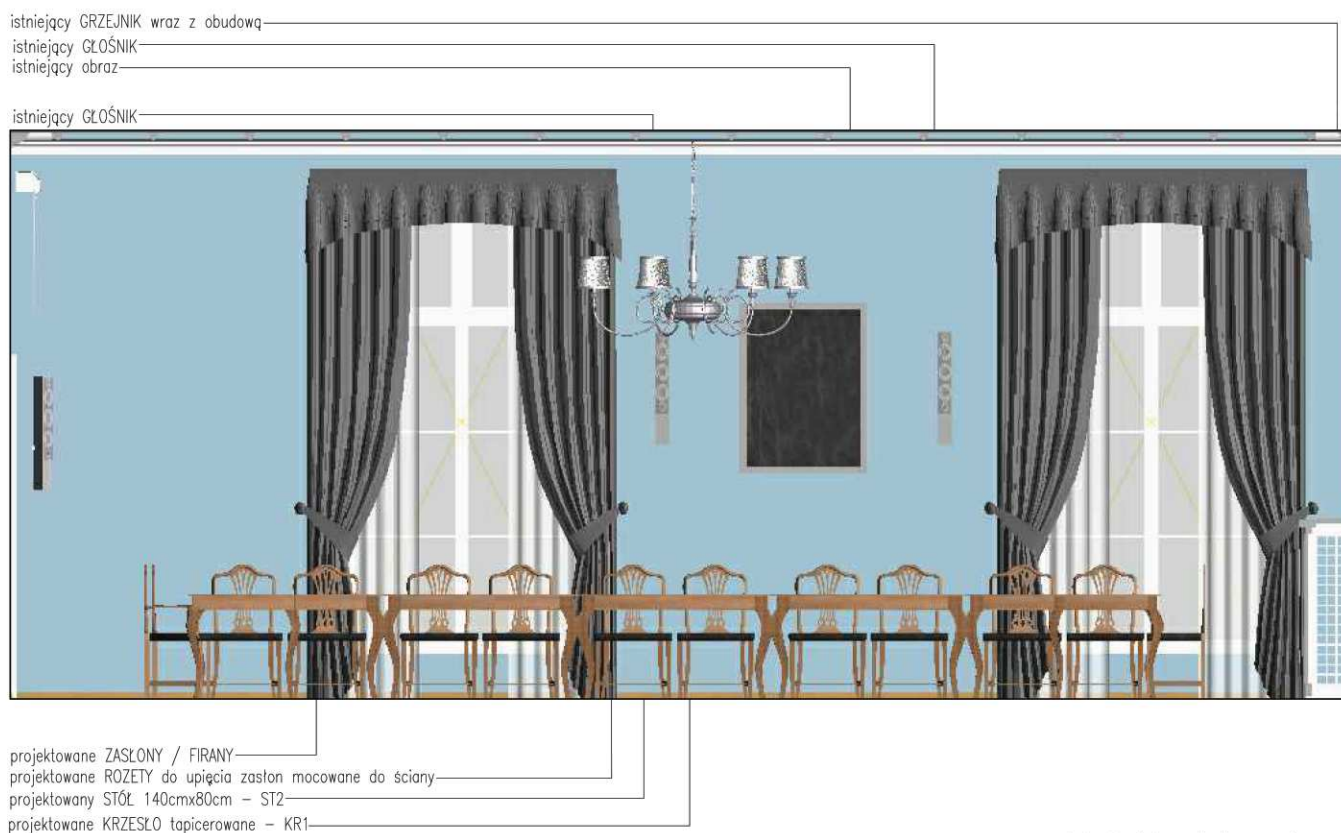 istniejący GRZEJNIK wraz z obudową
istniejący GŁOŚNIK
istniejący obraz
istniejący GŁOŚNIK
projektowane ZASŁONY / FIRANY
projektowane ROZETY do upięcia zasłon mocowane do ściany
projektowany STÓŁ 140cmx80cm – ST2
projektowane KRZESŁO tapicerowane – KR1